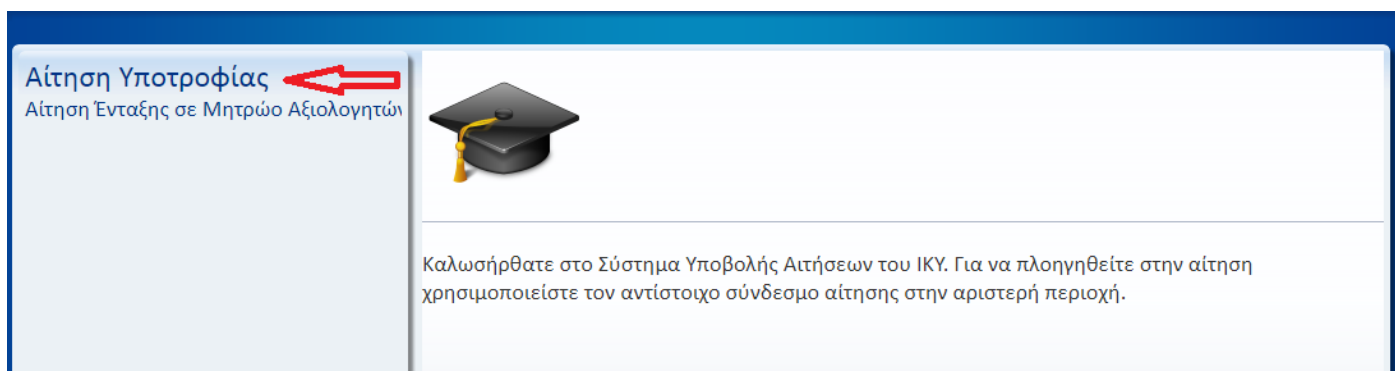 Αίτηση Υποτροφίας
Αίτηση Ένταξης σε Μητρώο Αξιολογητών
Καλωσήρθατε στο Σύστημα Υποβολής Αιτήσεων του ΙΚΥ. Για να πλοηγηθείτε στην αίτηση
χρησιμοποιείστε τον αντίστοιχο σύνδεσμο αίτησης στην αριστερή περιοχή.